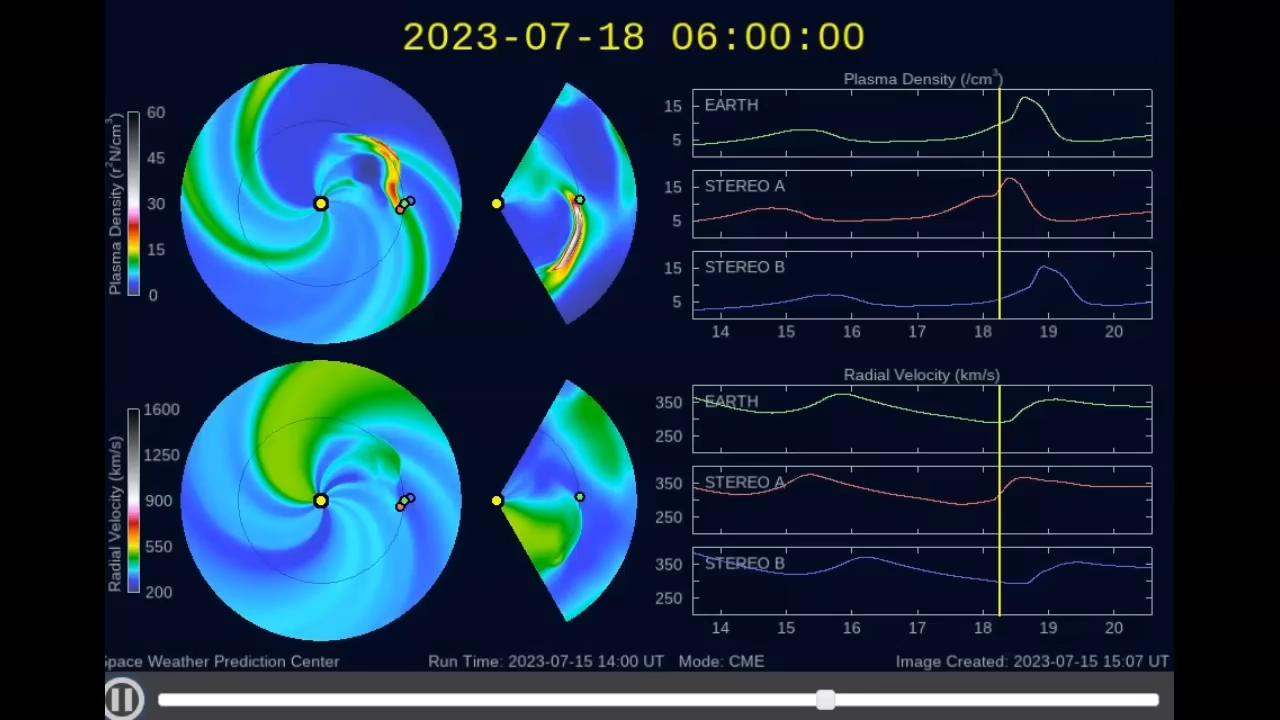 2023-07-18 06:00:00
Plasma Density (r²N/cm³)
60
45
30
15
0
Plasma Density (/cm³)
EARTH
15
5
STEREO A
15
5
STEREO B
15
5
14 15 16 17 18 19 20
Radial Velocity (km/s)
1600
1250
900
550
200
Radial Velocity (km/s)
EARTH
350
250
STEREO A
350
250
STEREO B
350
250
14 15 16 17 18 19 20
Space Weather Prediction Center Run Time: 2023-07-15 14:00 UT Mode: CME Image Created: 2023-07-15 15:07 UT